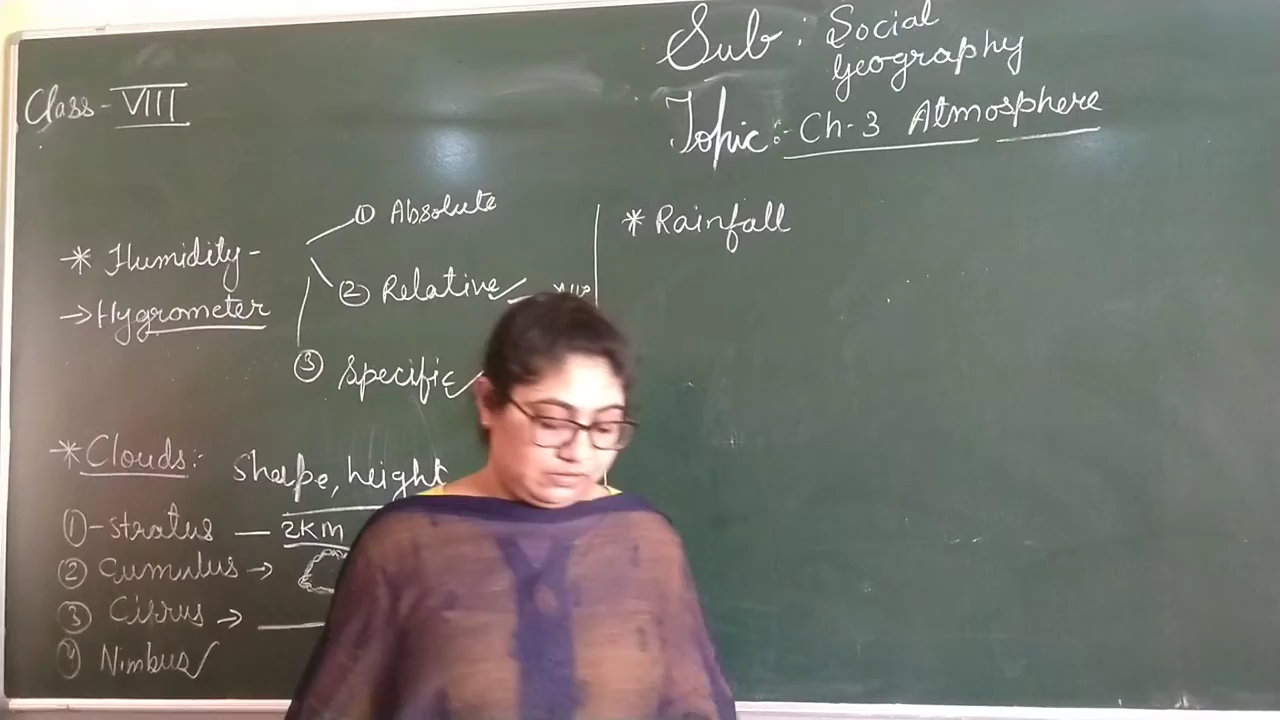 Sub: Social
Geography
Class- VIII
Topic:- Ch-3 Atmosphere
① Absolute
* Humidity-
② Relative
→ Hygrometer
③ Specific
* Clouds:- Shape, height
①- Stratus — 2KM
② Cumulus →
③ Cirrus →
④ Nimbus
* Rainfall